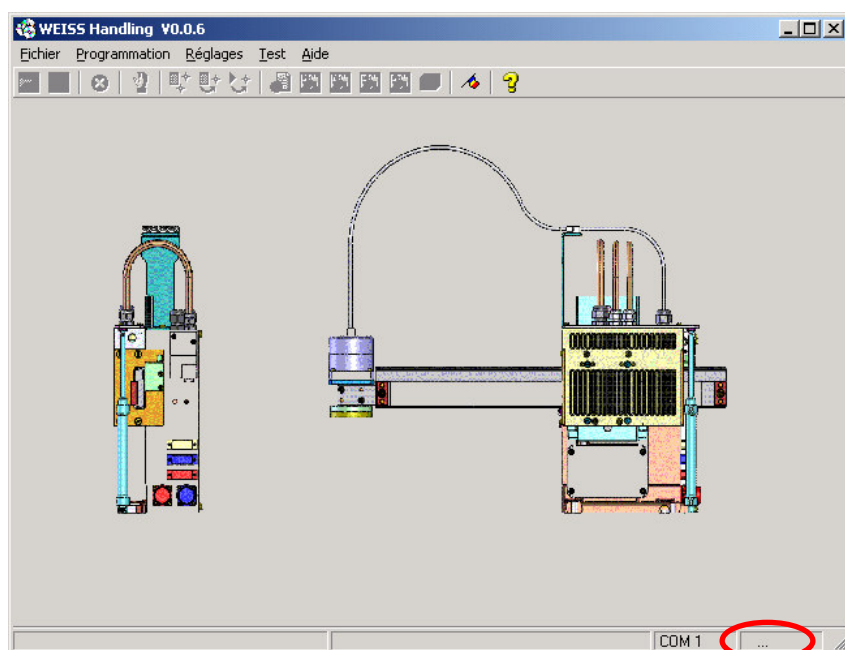 WEISS Handling V0.0.6
Fichier Programmation Réglages Test Aide
COM 1 ...